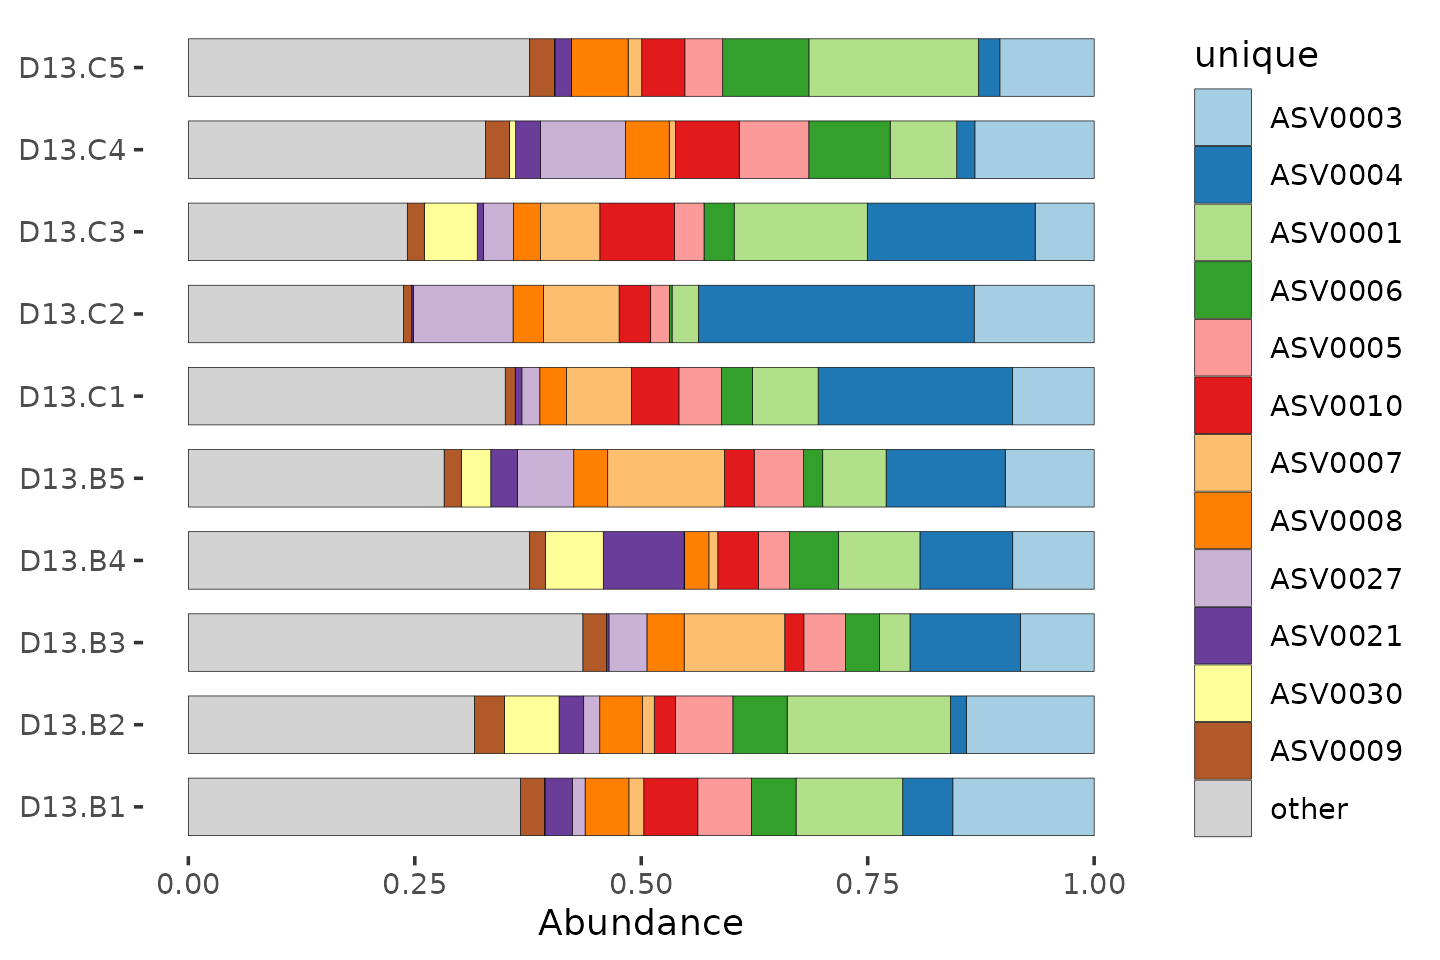 D13.C5
D13.C4
D13.C3
D13.C2
D13.C1
D13.B5
D13.B4
D13.B3
D13.B2
D13.B1
0.00 0.25 0.50 0.75 1.00
Abundance
unique
ASV0003
ASV0004
ASV0001
ASV0006
ASV0005
ASV0010
ASV0007
ASV0008
ASV0027
ASV0021
ASV0030
ASV0009
other